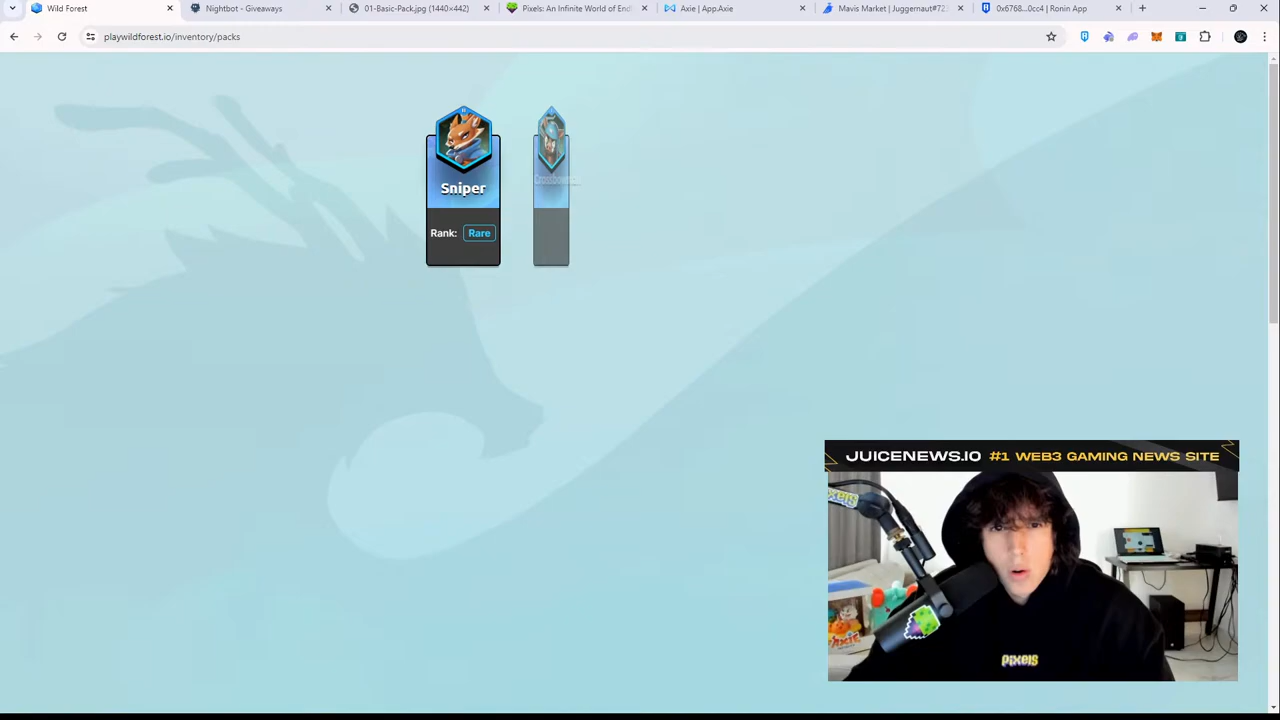 Wild Forest
Nightbot - Giveaways
01-Basic-Pack.jpg (1440×442)
Pixels: An Infinite World of End
Axie | App.Axie
Mavis Market | Juggernaut #72
0x6768...0cc4 | Ronin App
playwildforest.io/inventory/packs
Sniper
Rank: Rare
JUICENEWS.IO #1 WEB3 GAMING NEWS SITE
pixels
pixels